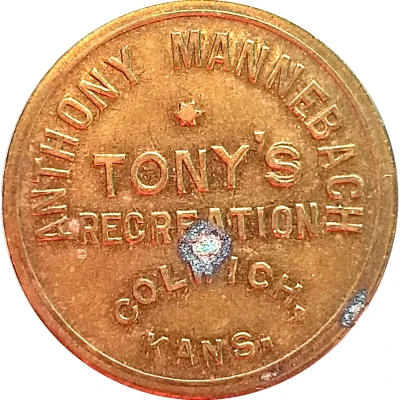 ANTHONY MANNEBACH
TONY'S
RECREATION
COLWICH,
KANS.